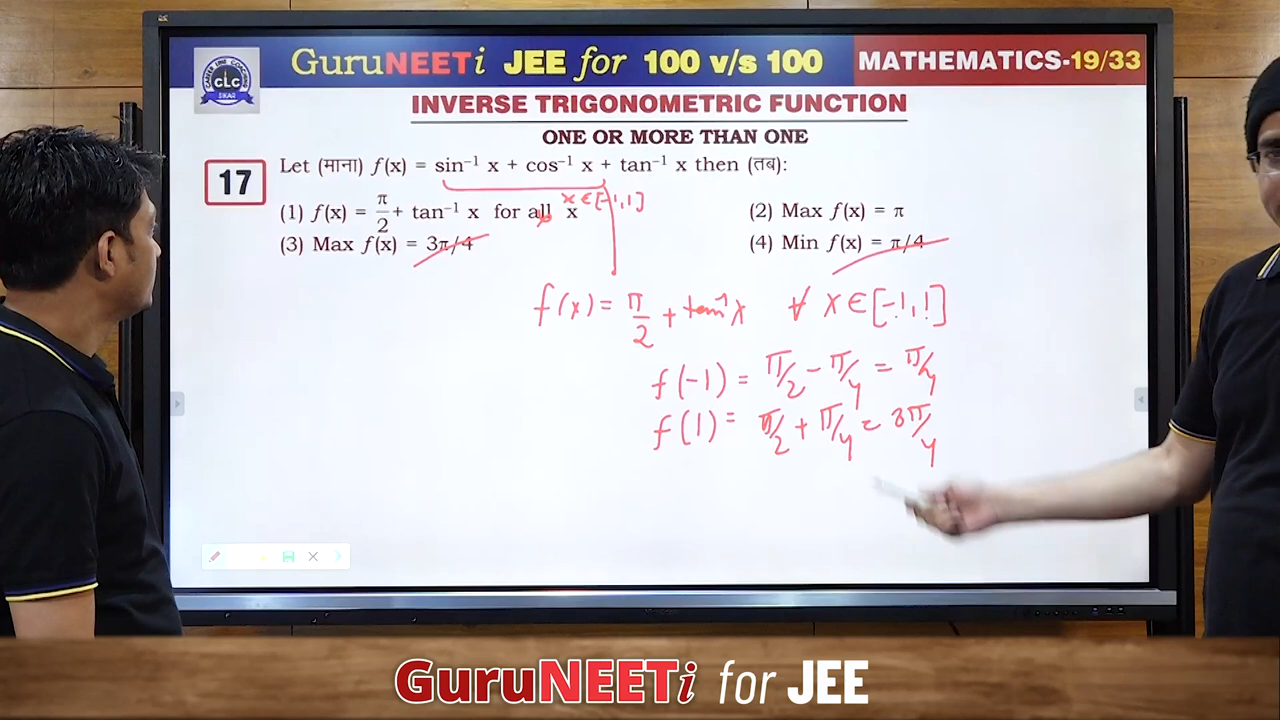 GuruNEETi JEE for 100 v/s 100 MATHEMATICS-19/33
CAREER LINE COACHING CLC SIKAR
INVERSE TRIGONOMETRIC FUNCTION
ONE OR MORE THAN ONE
17 Let (माना) f(x) = sin⁻¹ x + cos⁻¹ x + tan⁻¹ x then (तब):
x ∈ [-1,1]
(1) f(x) = π/2 + tan⁻¹ x for all x (2) Max f(x) = π
(3) Max f(x) = 3π/4 (4) Min f(x) = π/4
f(x) = π/2 + tan⁻¹x ∀ x ∈ [-1,1]
f(-1) = π/2 - π/4 = π/4
f(1) = π/2 + π/4 = 3π/4
GuruNEETi for JEE